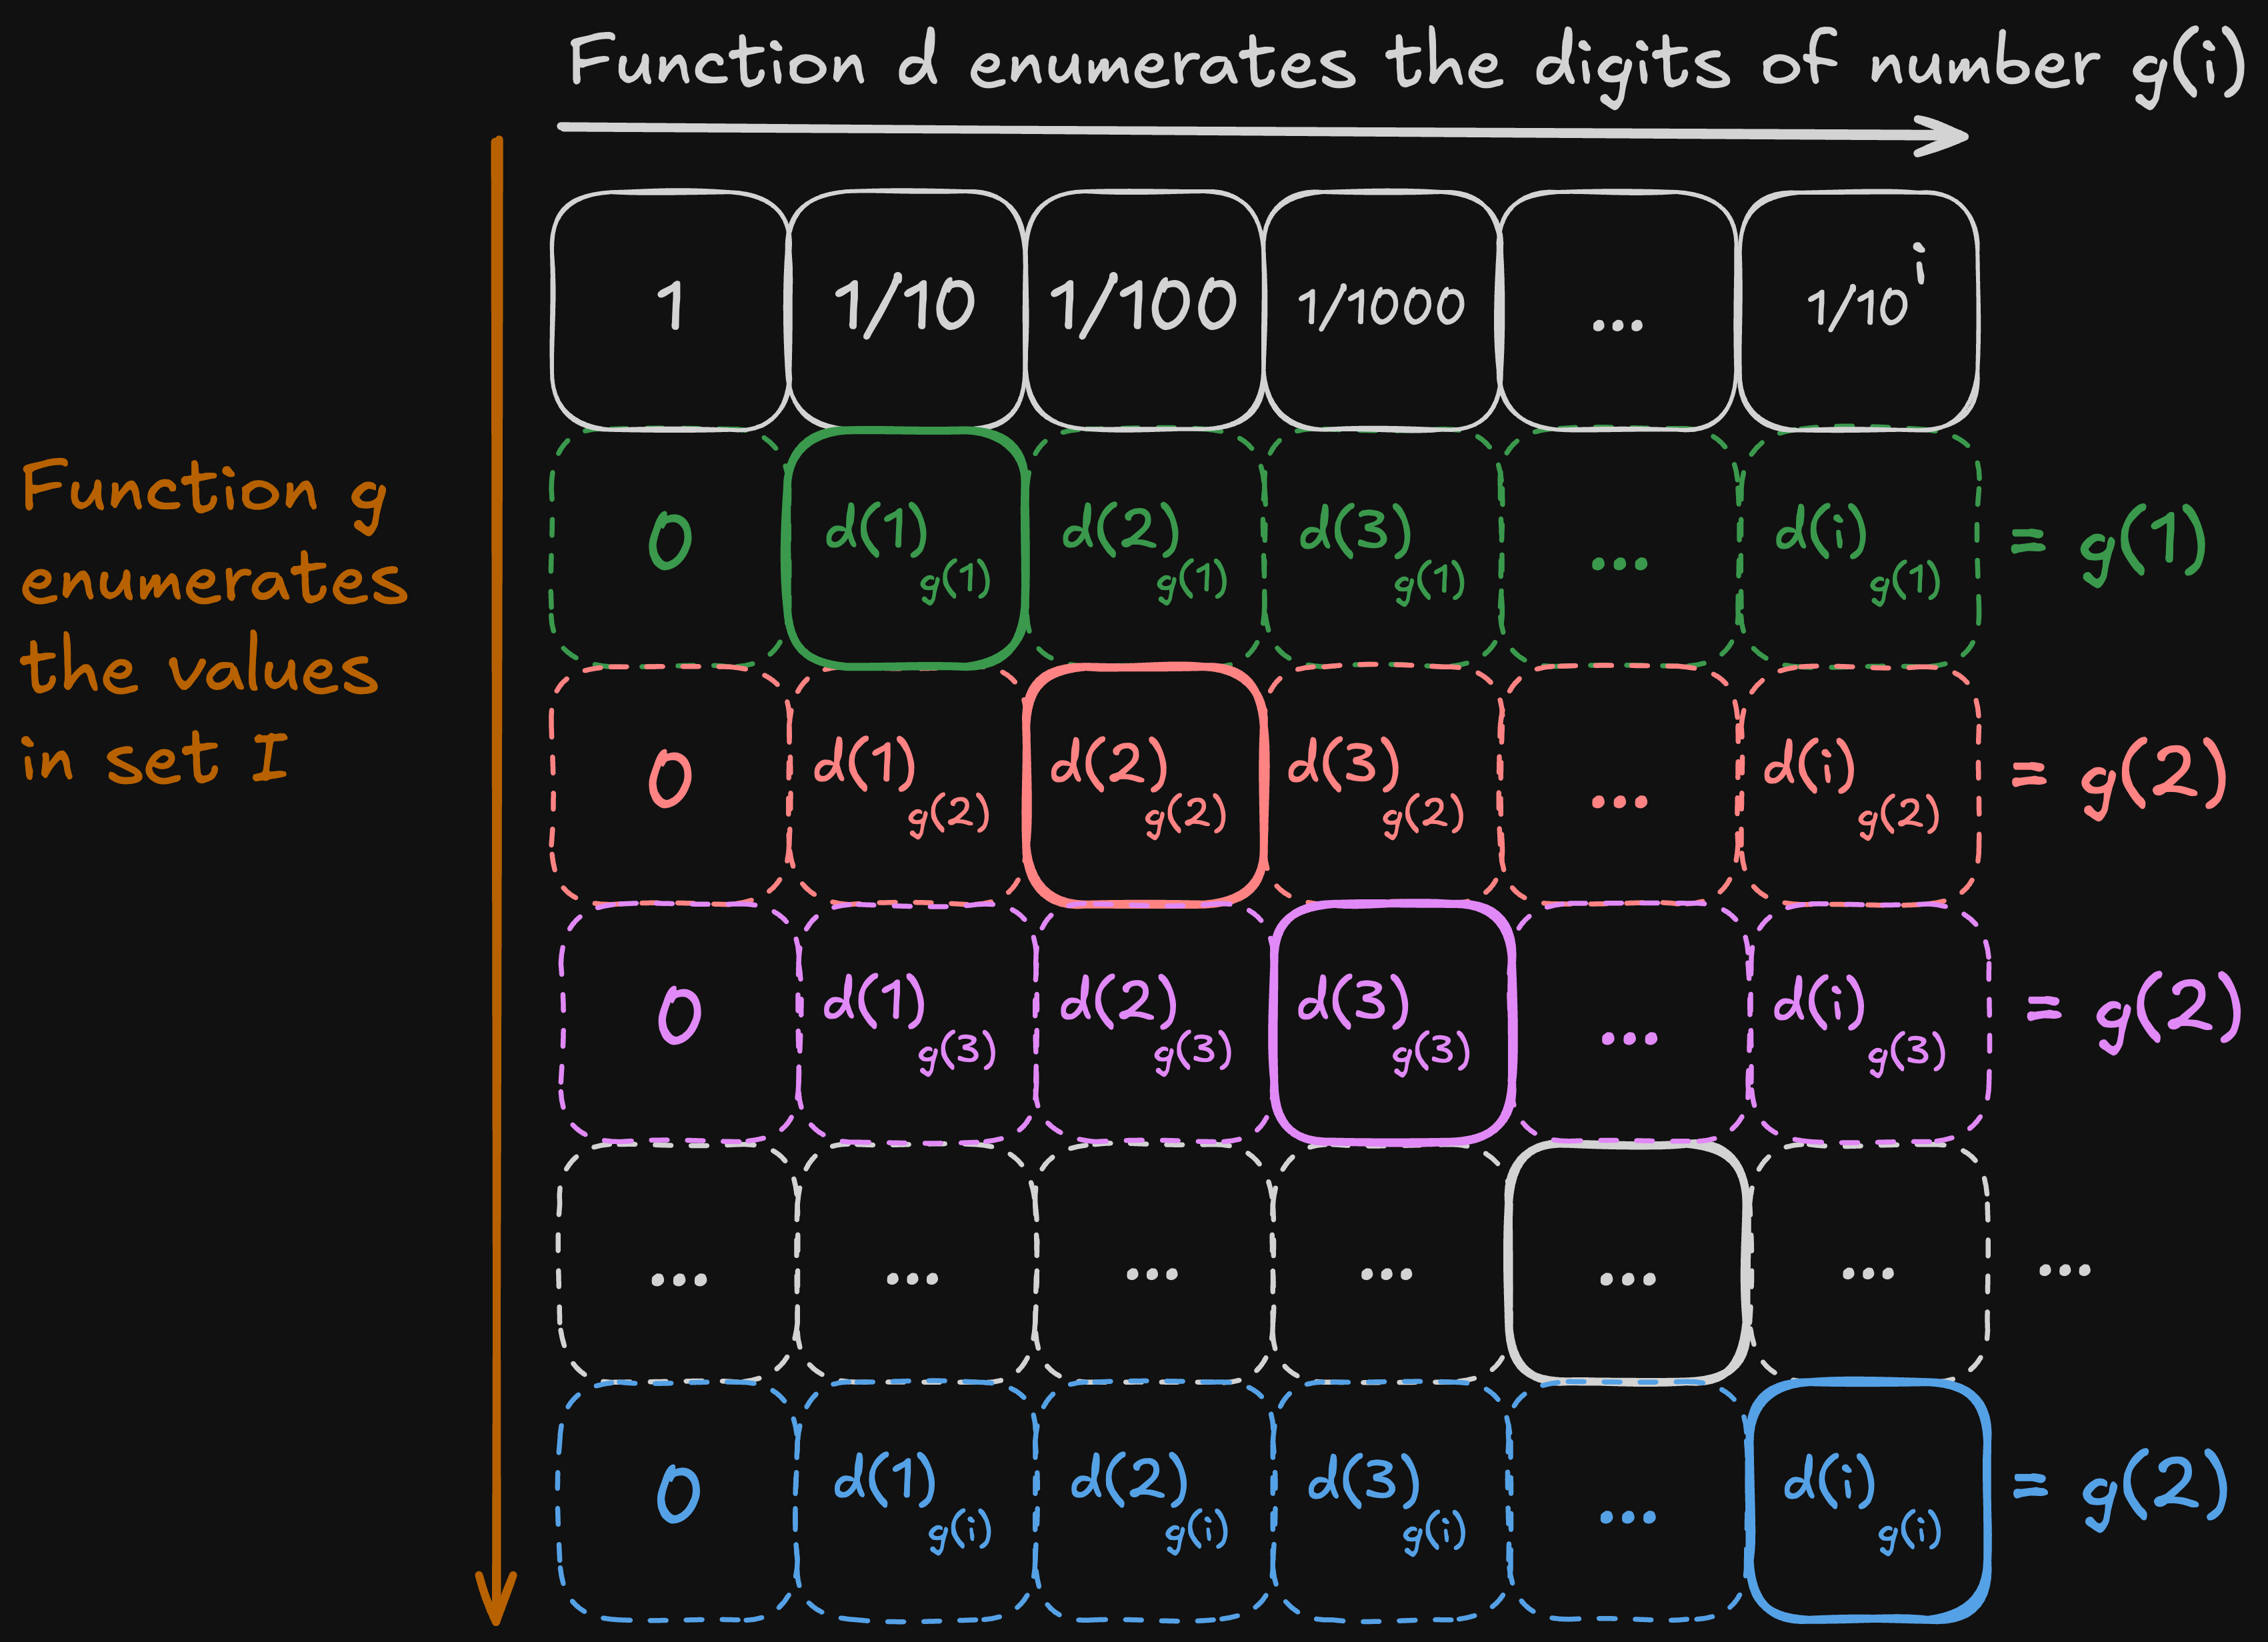 Function d enumerates the digits of number g(i)
1 1/10 1/100 1/1000 ... 1/10^i
Function g
enumerates
the values
in set I
0 d(1)g(1) d(2)g(1) d(3)g(1) ... d(i)g(1) = g(1)
0 d(1)g(2) d(2)g(2) d(3)g(2) ... d(i)g(2) = g(2)
0 d(1)g(3) d(2)g(3) d(3)g(3) ... d(i)g(3) = g(2)
... ... ... ... ... ... ...
0 d(1)g(i) d(2)g(i) d(3)g(i) ... d(i)g(i) = g(2)